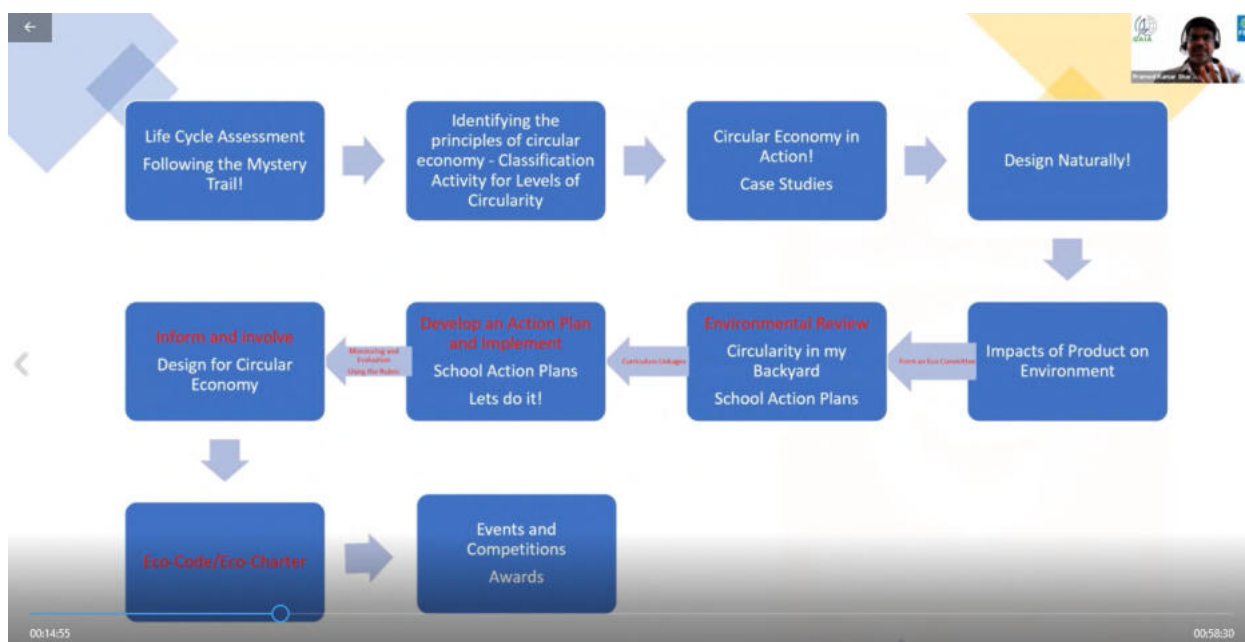 Life Cycle Assessment
Following the Mystery
Trail!
Identifying the
principles of circular
economy - Classification
Activity for Levels of
Circularity
Circular Economy in
Action!
Case Studies
Design Naturally!
Inform and Involve
Design for Circular
Economy
Monitoring and
Evaluation
Using the Rubric
Develop an Action Plan
and Implement
School Action Plans
Lets do it!
Curriculum Linkages
Environmental Review
Circularity in my
Backyard
School Action Plans
Form an Eco Committee
Impacts of Product on
Environment
Eco-Code/Eco-Charter
Events and
Competitions
Awards
00:14:55
00:58:30